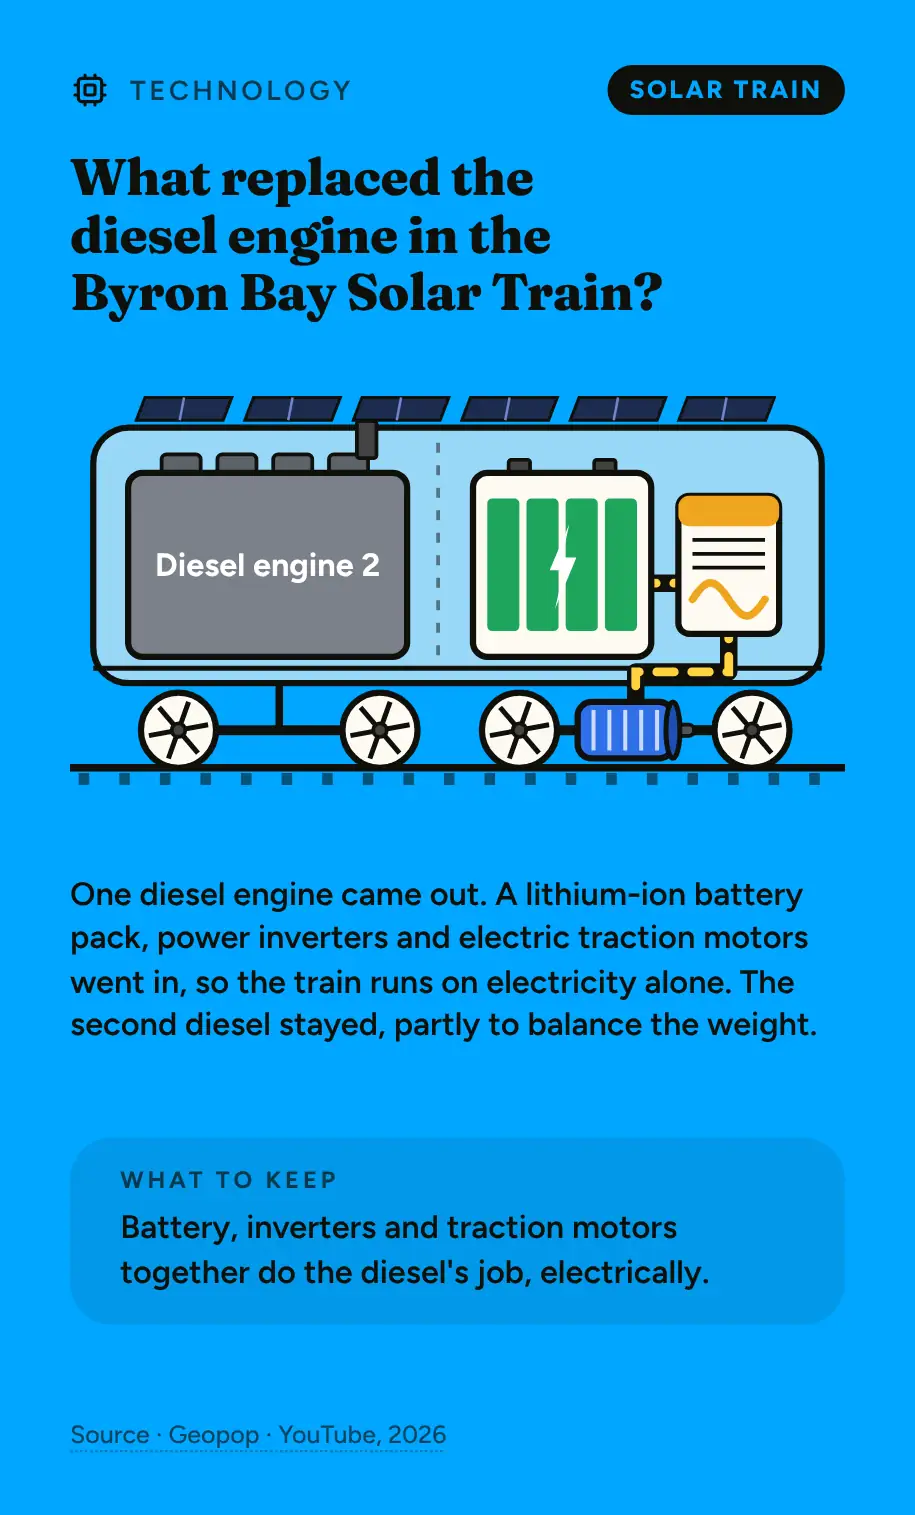 TECHNOLOGY
SOLAR TRAIN
What replaced the
diesel engine in the
Byron Bay Solar Train?
Diesel engine 2
One diesel engine came out. A lithium-ion battery
pack, power inverters and electric traction motors
went in, so the train runs on electricity alone. The
second diesel stayed, partly to balance the weight.
WHAT TO KEEP
Battery, inverters and traction motors
together do the diesel's job, electrically.
Source · Geopop · YouTube, 2026